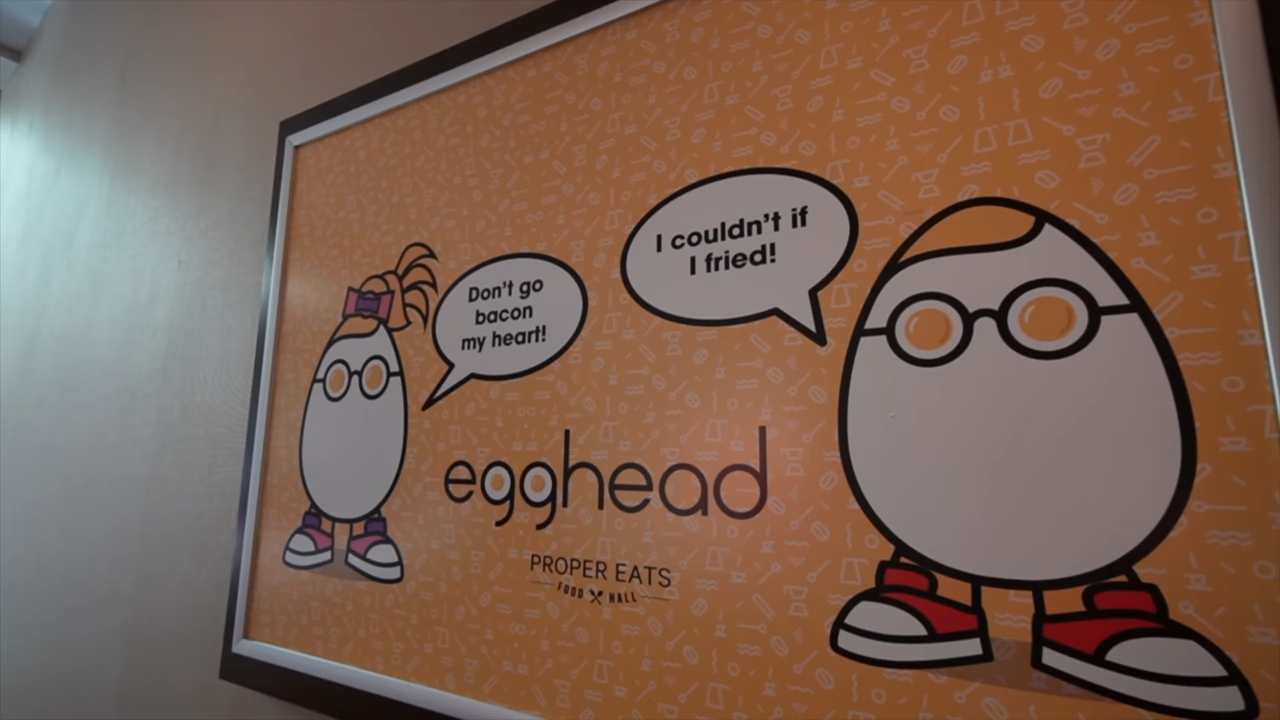 Don't go
bacon
my heart!
I couldn't if
I fried!
egghead
PROPER EATS
FOOD HALL